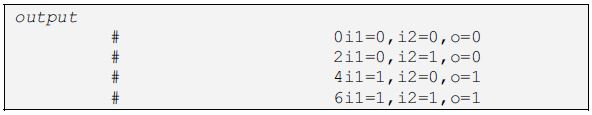 output
# 0i1=0,i2=0,o=0
# 2i1=0,i2=1,o=0
# 4i1=1,i2=0,o=1
# 6i1=1,i2=1,o=1